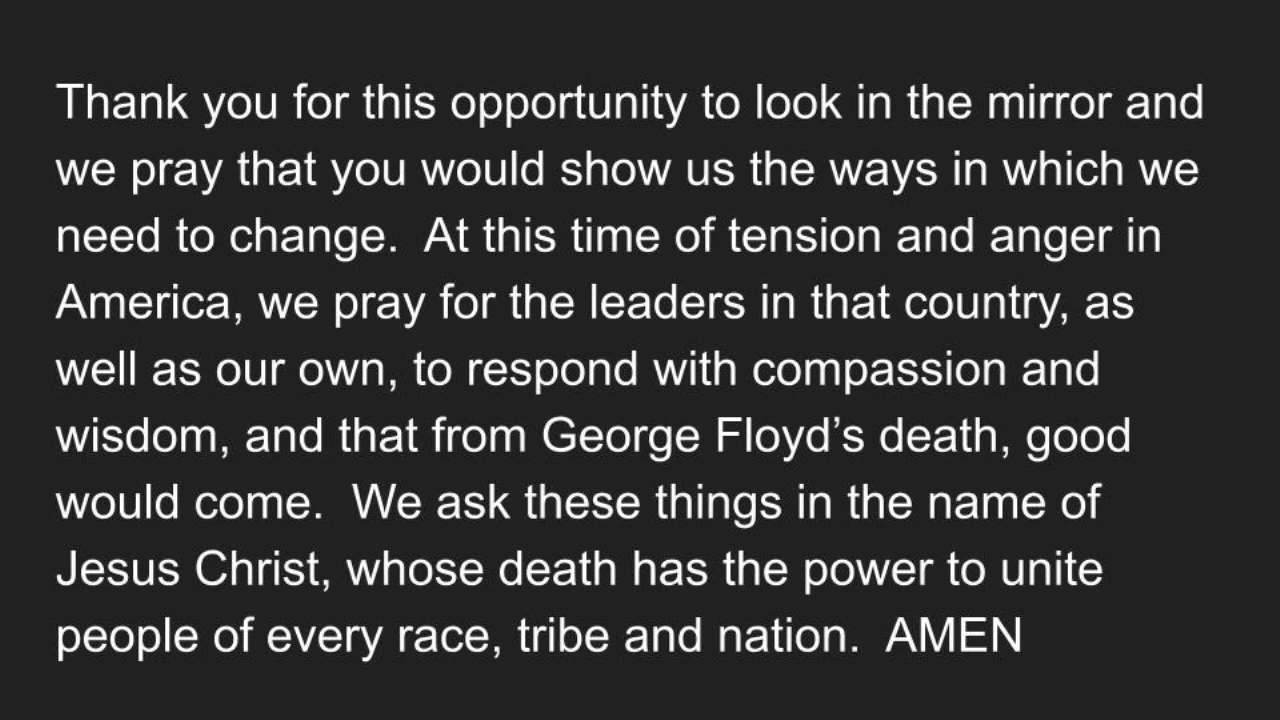 Thank you for this opportunity to look in the mirror and
we pray that you would show us the ways in which we
need to change.  At this time of tension and anger in
America, we pray for the leaders in that country, as
well as our own, to respond with compassion and
wisdom, and that from George Floyd’s death, good
would come.  We ask these things in the name of
Jesus Christ, whose death has the power to unite
people of every race, tribe and nation.  AMEN